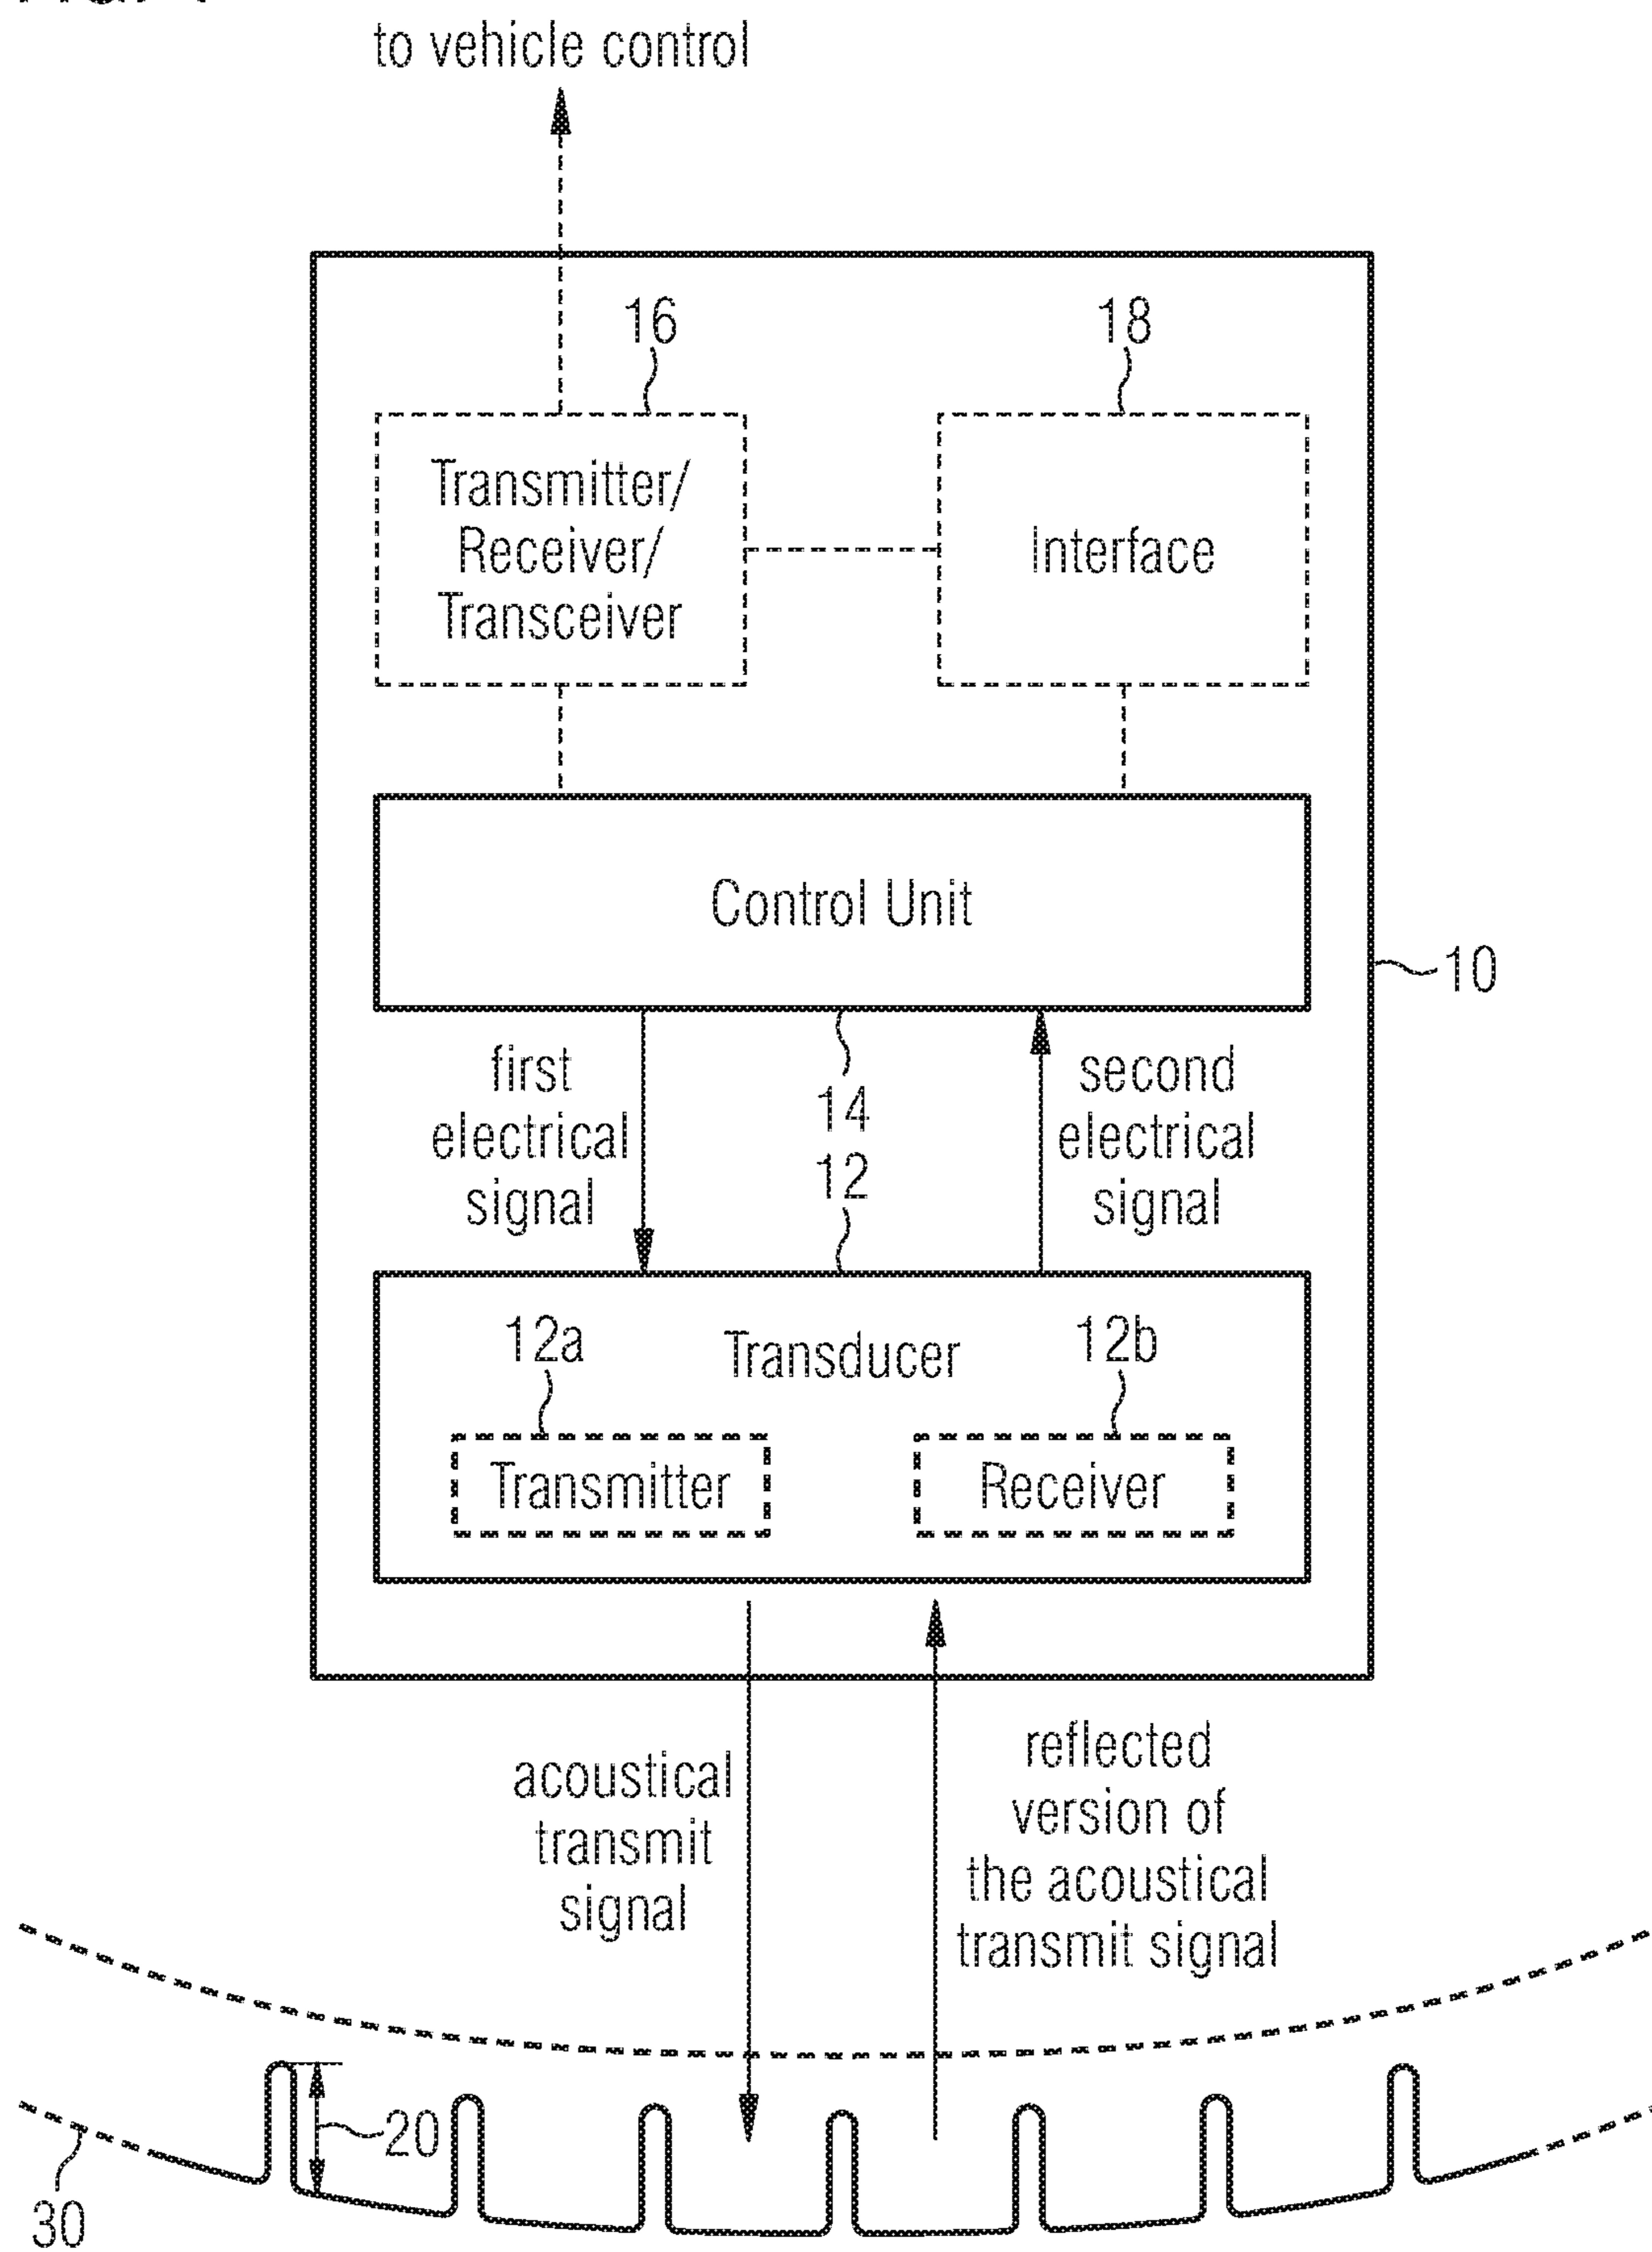 to vehicle control
16
18
Transmitter/
Receiver/
Transceiver
Interface
Control Unit
10
first
electrical
signal
14
12
second
electrical
signal
12a
Transducer
12b
Transmitter
Receiver
acoustical
transmit
signal
reflected
version of
the acoustical
transmit signal
20
30